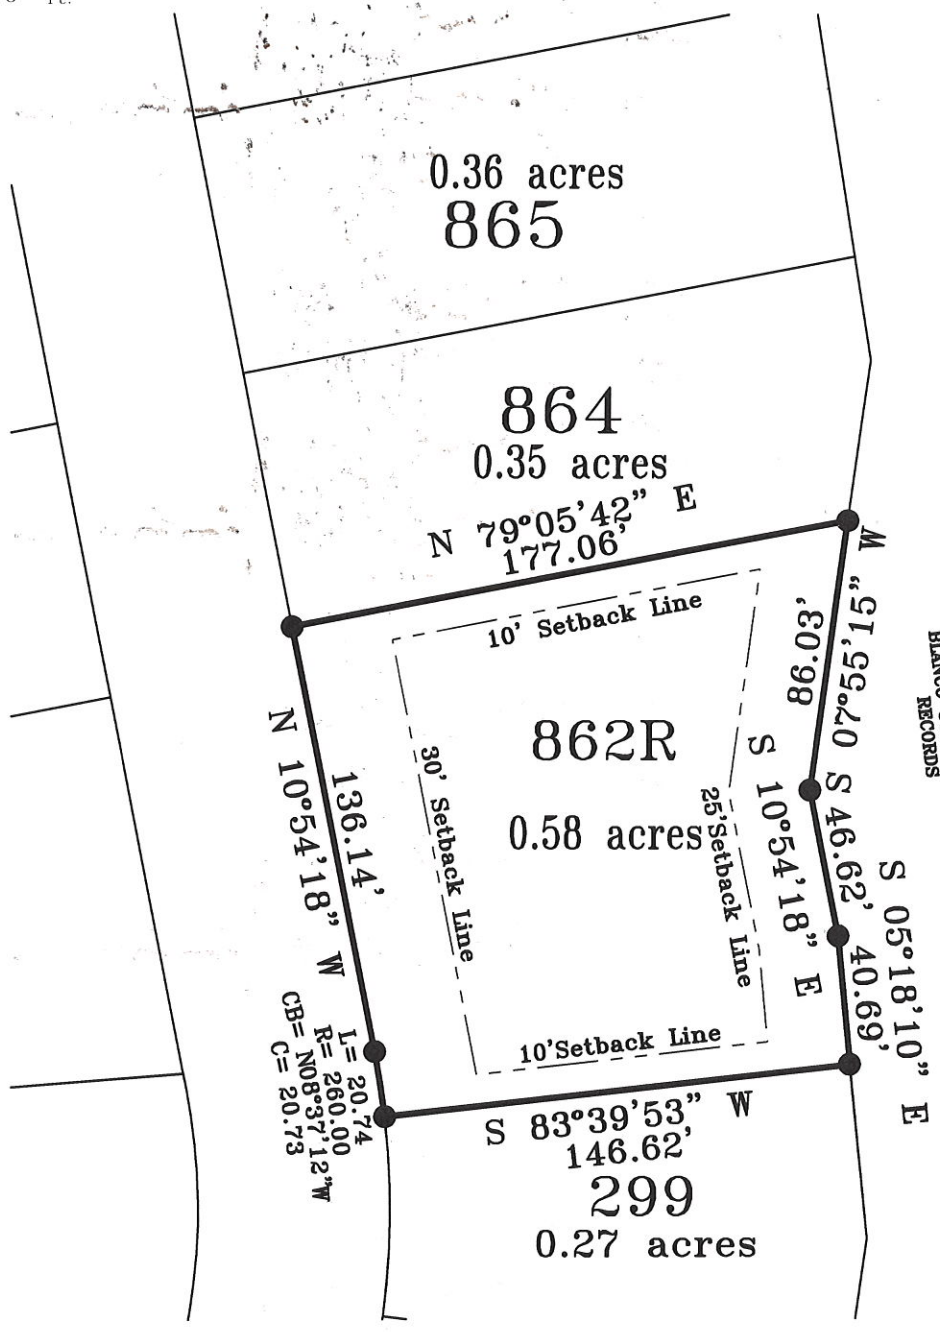 0.36 acres
865
864
0.35 acres
N 79°05'42" E
177.06'
10' Setback Line
S 07°55'15" W
86.03'
RECORDS
862R
0.58 acres
30' Setback Line
25'Setback Line
N 10°54'18" W
136.14'
S 10°54'18" E
46.62'
S 05°18'10" E
40.69'
10'Setback Line
L= 20.74
R= 260.00
CB= N08°37'12"W
C= 20.73
S 83°39'53" W
146.62'
299
0.27 acres